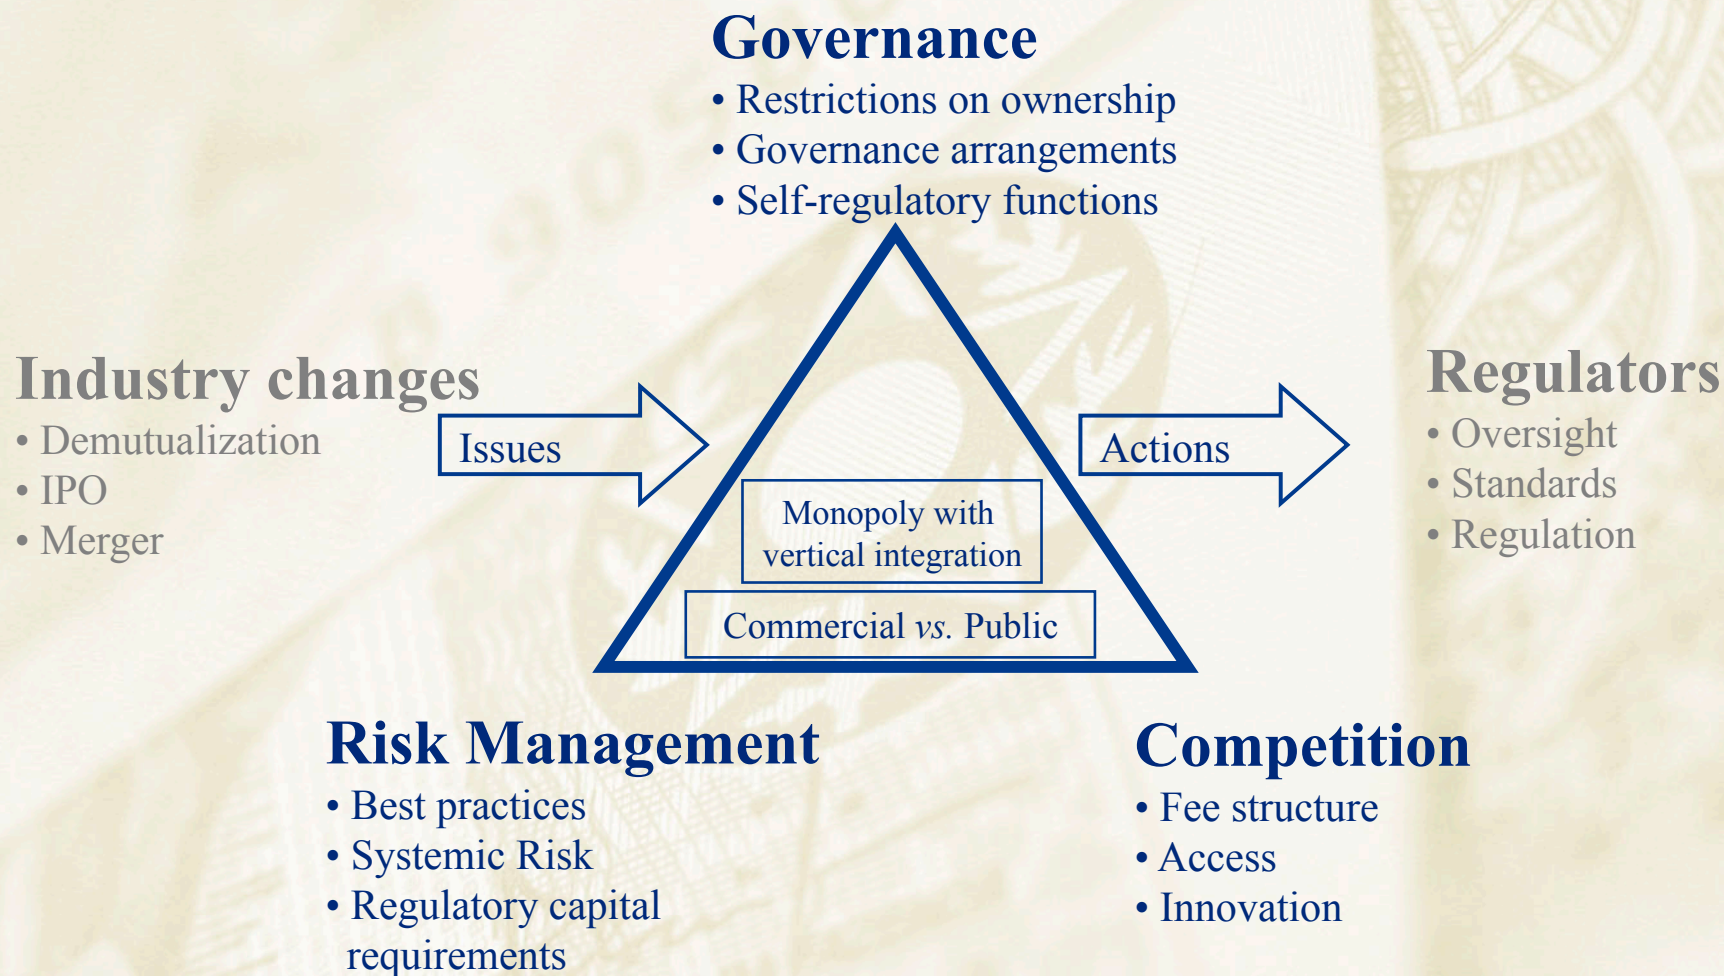 Governance
• Restrictions on ownership
• Governance arrangements
• Self-regulatory functions
Industry changes
• Demutualization
• IPO
• Merger
Issues
Monopoly with
vertical integration
Commercial vs. Public
Actions
Regulators
• Oversight
• Standards
• Regulation
Risk Management
• Best practices
• Systemic Risk
• Regulatory capital
requirements
Competition
• Fee structure
• Access
• Innovation